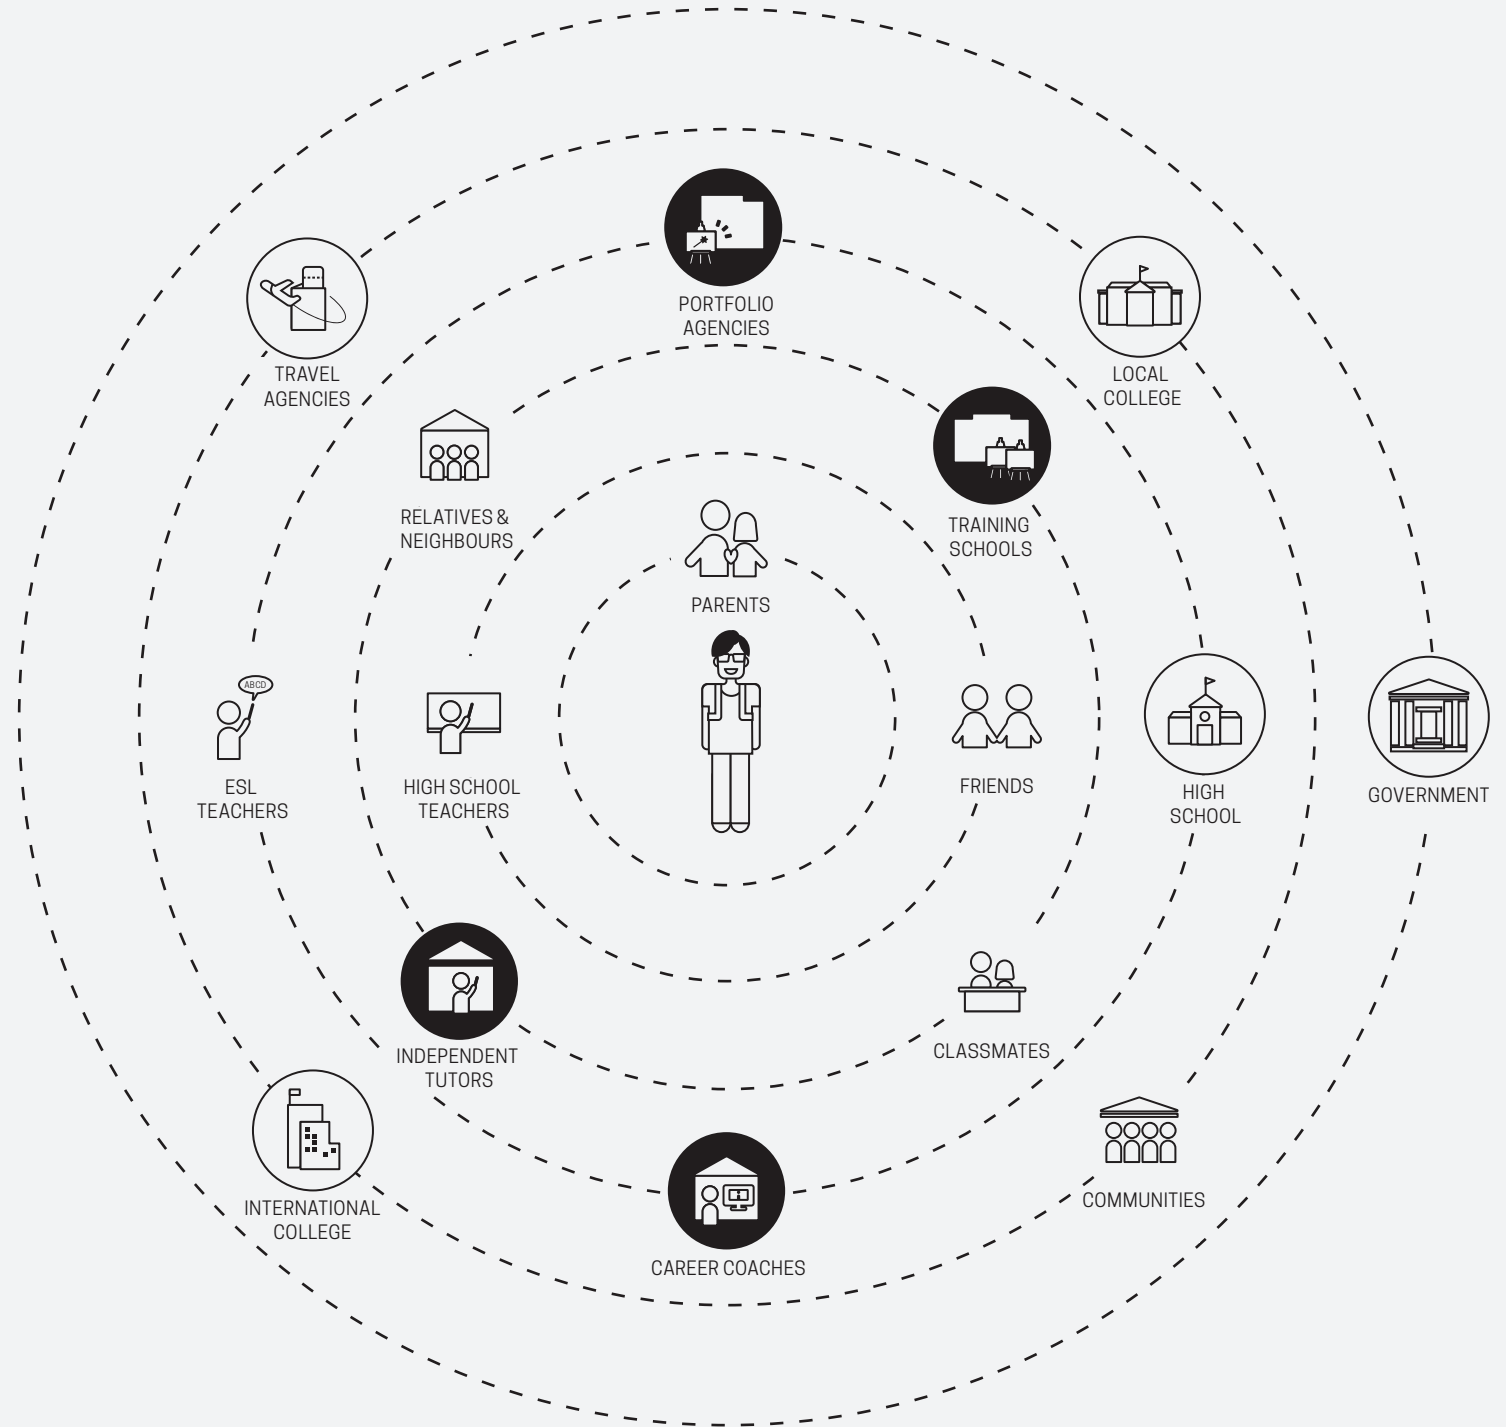 PORTFOLIO
AGENCIES
TRAVEL
AGENCIES
LOCAL
COLLEGE
RELATIVES &
NEIGHBOURS
TRAINING
SCHOOLS
PARENTS
ABCD
ESL
TEACHERS
HIGH SCHOOL
TEACHERS
FRIENDS
HIGH
SCHOOL
GOVERNMENT
INDEPENDENT
TUTORS
CLASSMATES
INTERNATIONAL
COLLEGE
COMMUNITIES
CAREER COACHES